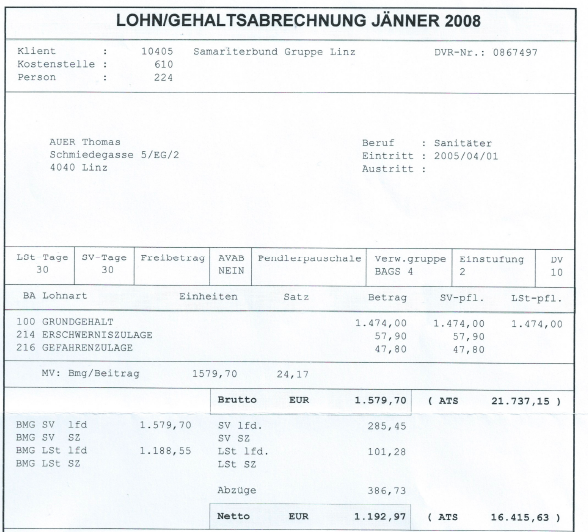 LOHN/GEHALTSABRECHNUNG JÄNNER 2008
Klient : 10405 Samariterbund Gruppe Linz DVR-Nr.: 0867497
Kostenstelle : 610
Person : 224
AUER Thomas Beruf : Sanitäter
Schmiedegasse 5/EG/2 Eintritt : 2005/04/01
4040 Linz Austritt :
LSt Tage SV-Tage Freibetrag AVAB Pendlerpauschale Verw.gruppe Einstufung DV
30 30 NEIN BAGS 4 2 10
BA Lohnart Einheiten Satz Betrag SV-pfl. LSt-pfl.
100 GRUNDGEHALT 1.474,00 1.474,00 1.474,00
214 ERSCHWERNISZULAGE 57,90 57,90
216 GEFAHRENZULAGE 47,80 47,80
MV: Bmg/Beitrag 1579,70 24,17
Brutto EUR 1.579,70 ( ATS 21.737,15 )
BMG SV lfd 1.579,70 SV lfd. 285,45
BMG SV SZ SV SZ
BMG LSt lfd 1.188,55 LSt lfd. 101,28
BMG LSt SZ LSt SZ
Abzüge 386,73
Netto EUR 1.192,97 ( ATS 16.415,63 )